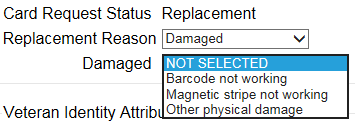 Card Request Status Replacement
Replacement Reason Damaged
Damaged NOT SELECTED
Barcode not working
Magnetic stripe not working
Other physical damage
Veteran Identity Attribu